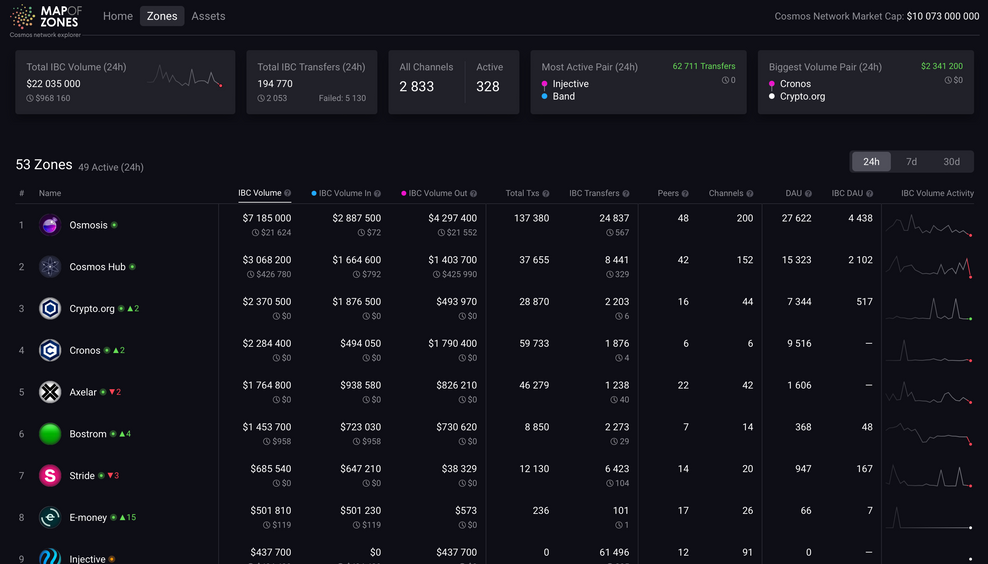 MAPOF
ZONES
Cosmos network explorer
Home Zones Assets
Cosmos Network Market Cap: $10 073 000 000
Total IBC Volume (24h)
$22 035 000
$968 160
Total IBC Transfers (24h)
194 770
2 053 Failed: 5 130
All Channels Active
2 833 328
Most Active Pair (24h) 62 711 Transfers
Injective 0
Band
Biggest Volume Pair (24h) $2 341 200
Cronos $0
Crypto.org
53 Zones 49 Active (24h)
24h 7d 30d
# Name IBC Volume IBC Volume In IBC Volume Out Total Txs IBC Transfers Peers Channels DAU IBC DAU IBC Volume Activity
1 Osmosis $7 185 000 $2 887 500 $4 297 400 137 380 24 837 48 200 27 622 4 438
$21 624 $72 $21 552 567
2 Cosmos Hub $3 068 200 $1 664 600 $1 403 700 37 655 8 441 42 152 15 323 2 102
$426 780 $792 $425 990 329
3 Crypto.org ▲2 $2 370 500 $1 876 500 $493 970 28 870 2 203 16 44 7 344 517
$0 $0 $0 6
4 Cronos ▲2 $2 284 400 $494 050 $1 790 400 59 733 1 876 6 6 9 516 –
$0 $0 $0 4
5 Axelar ▼2 $1 764 800 $938 580 $826 210 46 279 1 238 22 42 1 606 –
$0 $0 $0 40
6 Bostrom ▲4 $1 453 700 $723 030 $730 620 8 850 2 273 7 14 368 48
$958 $958 $0 29
7 Stride ▼3 $685 540 $647 210 $38 329 12 130 6 423 14 20 947 167
$0 $0 $0 104
8 E-money ▲15 $501 810 $501 230 $573 236 101 17 26 66 7
$119 $119 $0 1
9 Injective $437 700 $0 $437 700 0 61 496 12 91 0 –